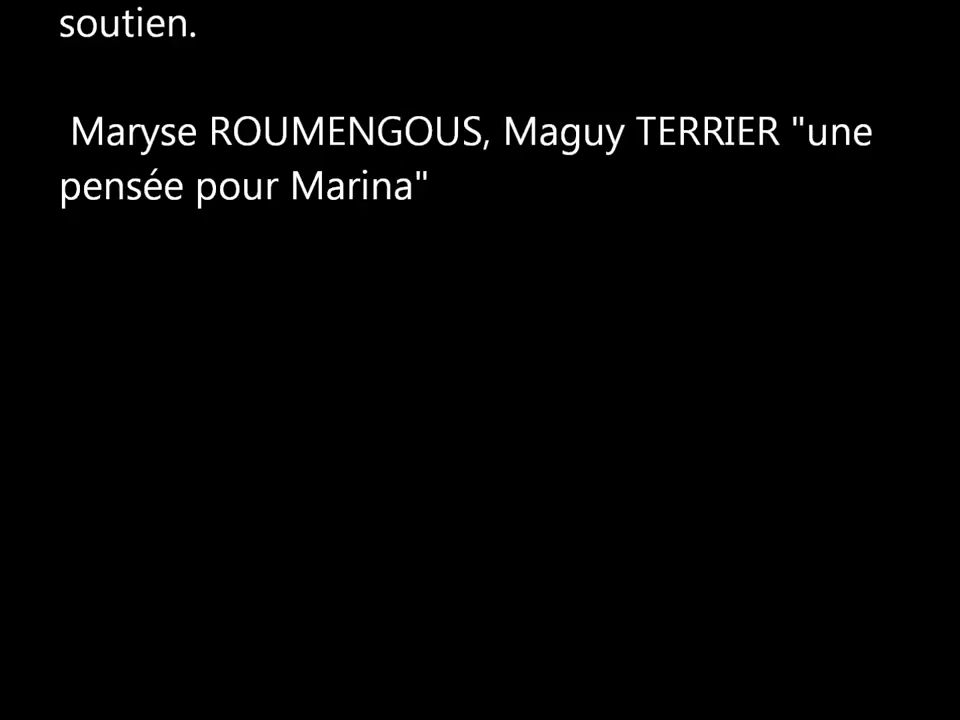 soutien.
Maryse ROUMENGOUS, Maguy TERRIER "une
pensée pour Marina"